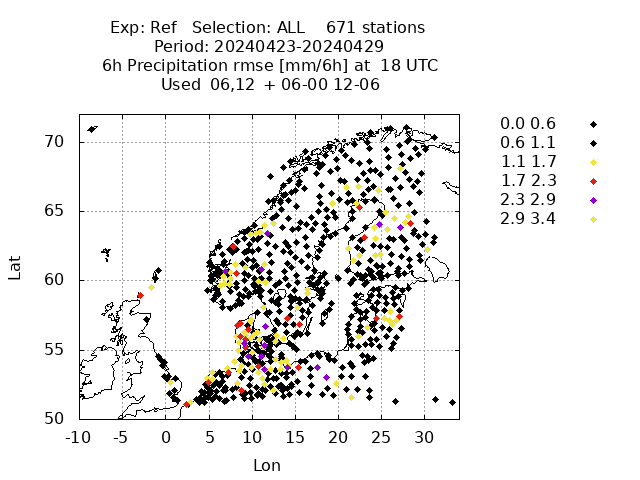 Exp: Ref   Selection: ALL    671 stations
Period: 20240423-20240429
6h Precipitation rmse [mm/6h] at  18 UTC
Used  06,12  + 06-00 12-06
0.0 0.6
0.6 1.1
1.1 1.7
1.7 2.3
2.3 2.9
2.9 3.4
70
65
60
55
50
Lat
-10 -5 0 5 10 15 20 25 30
Lon